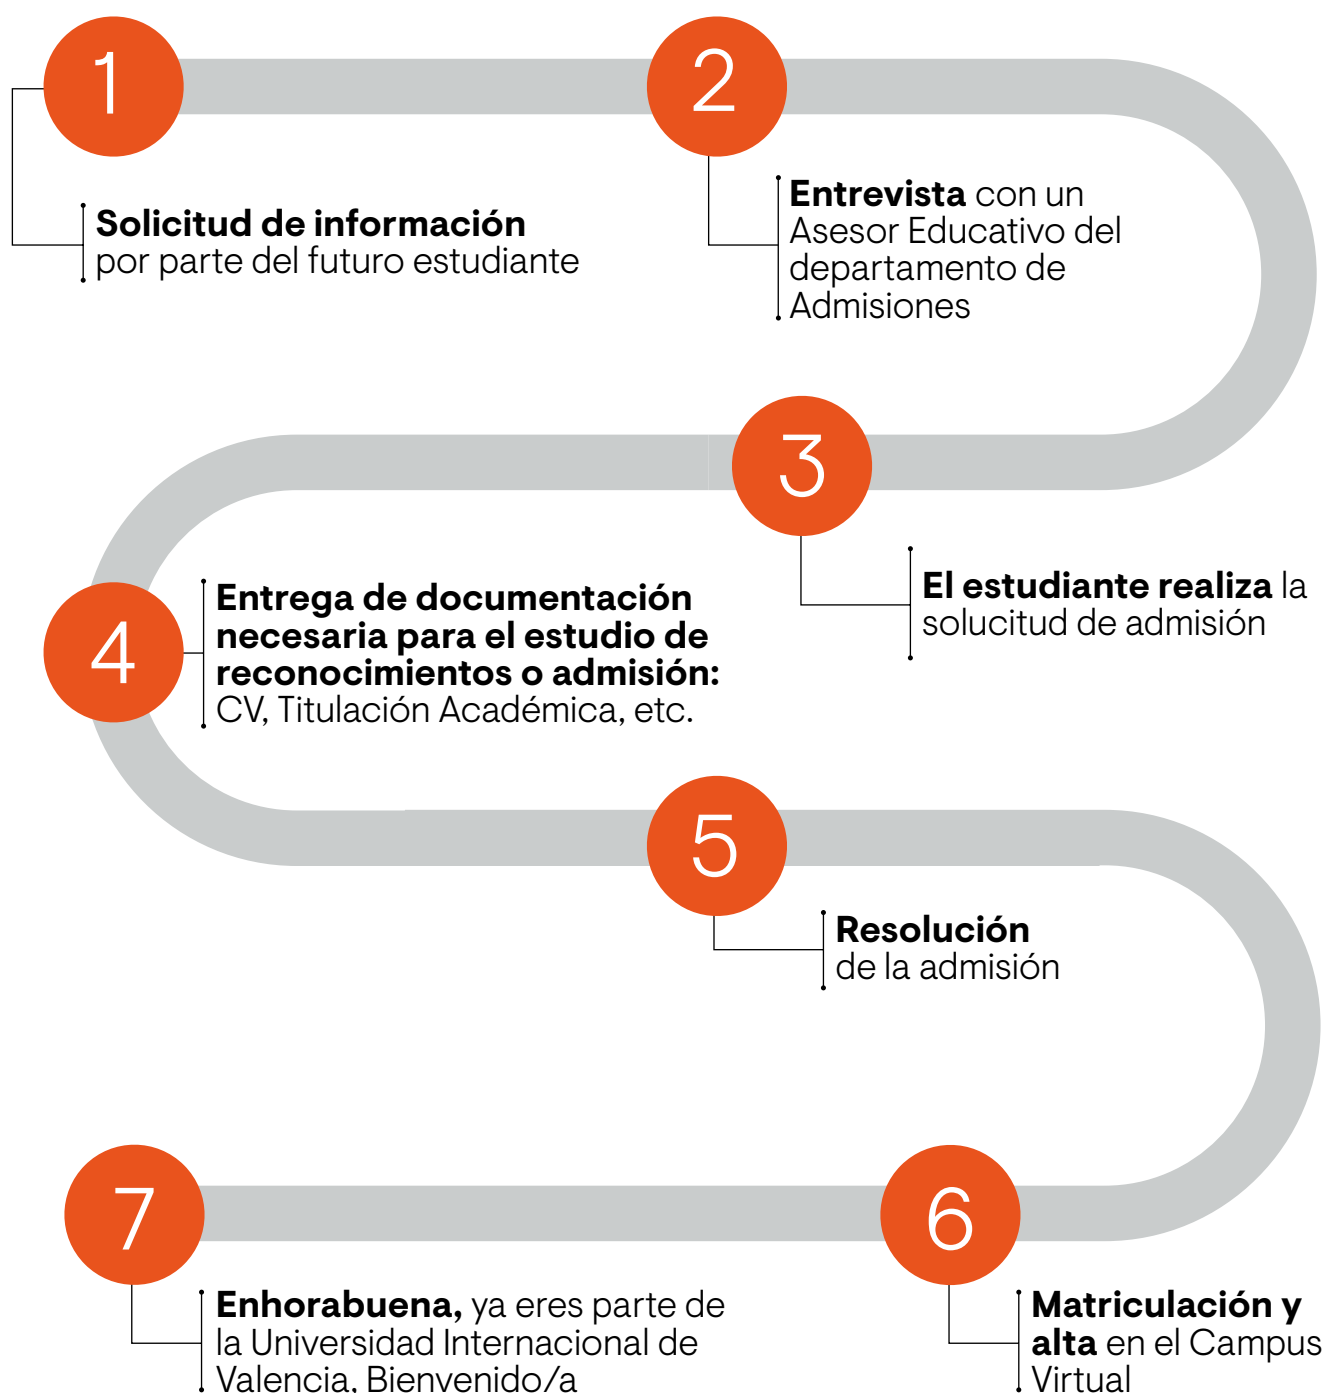 1
Solicitud de información
por parte del futuro estudiante
2
Entrevista con un
Asesor Educativo del
departamento de
Admisiones
3
El estudiante realiza la
solucitud de admisión
4
Entrega de documentación
necesaria para el estudio de
reconocimientos o admisión:
CV, Titulación Académica, etc.
5
Resolución
de la admisión
6
Matriculación y
alta en el Campus
Virtual
7
Enhorabuena, ya eres parte de
la Universidad Internacional de
Valencia, Bienvenido/a